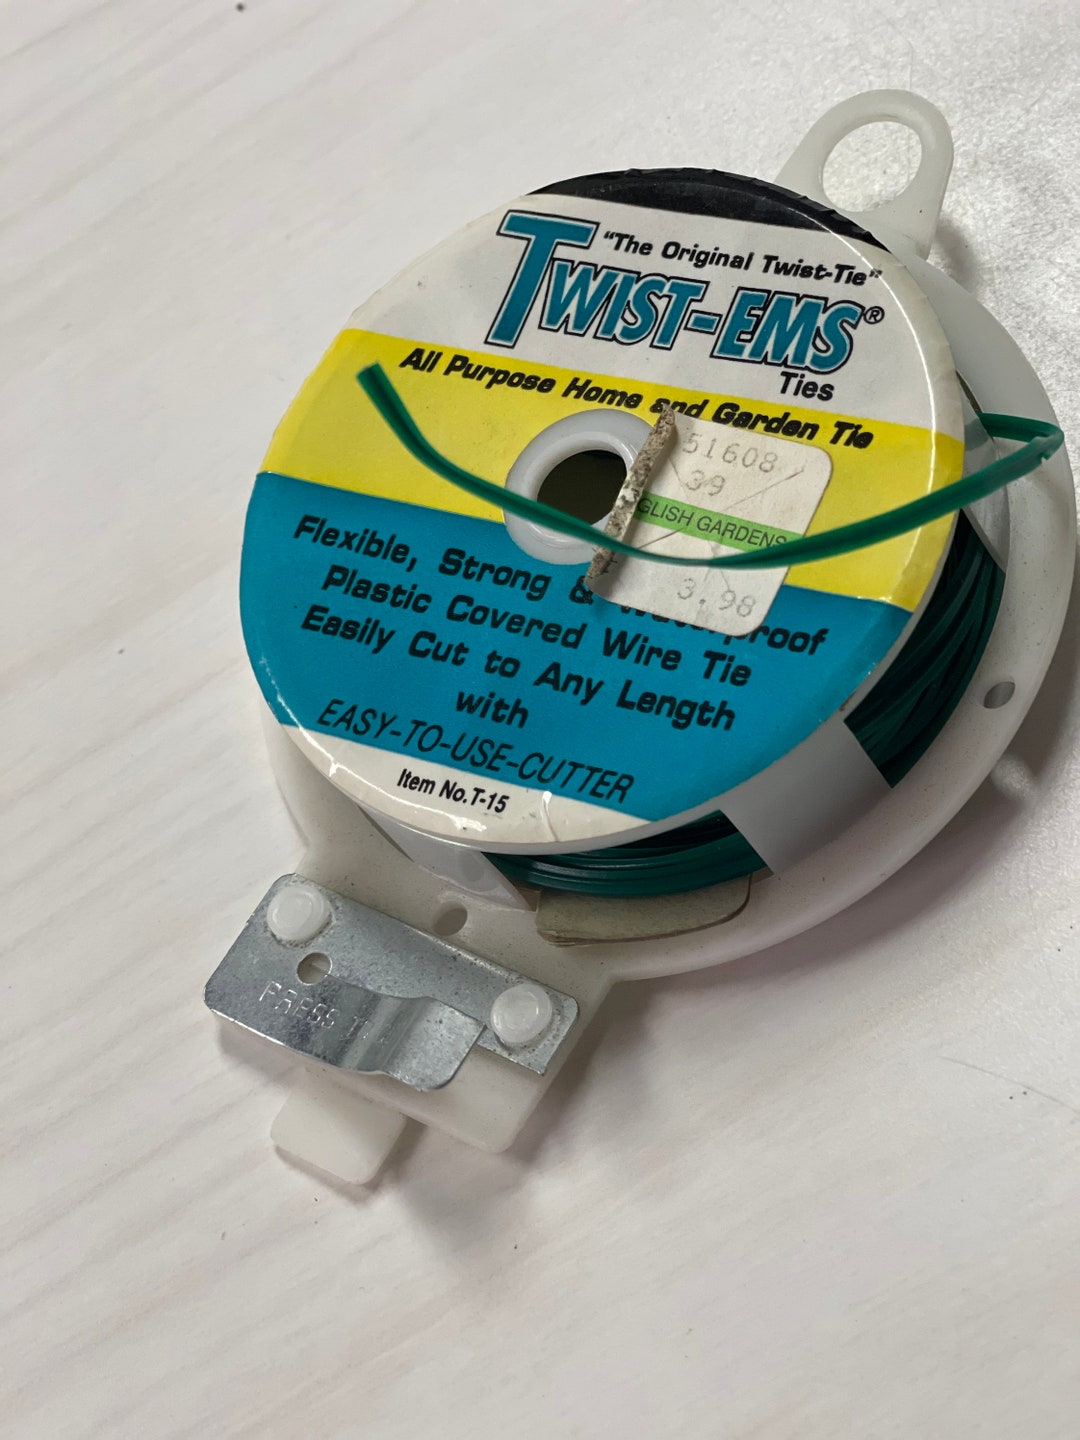 "The Original Twist-Tie"
TWIST-EMS®
Ties
All Purpose Home and Garden Tie
51608
39
GLISH GARDENS
3.98
Flexible, Strong &
Plastic Covered Wire Tie
Easily Cut to Any Length
with
EASY-TO-USE-CUTTER
Item No.T-15
PRESS